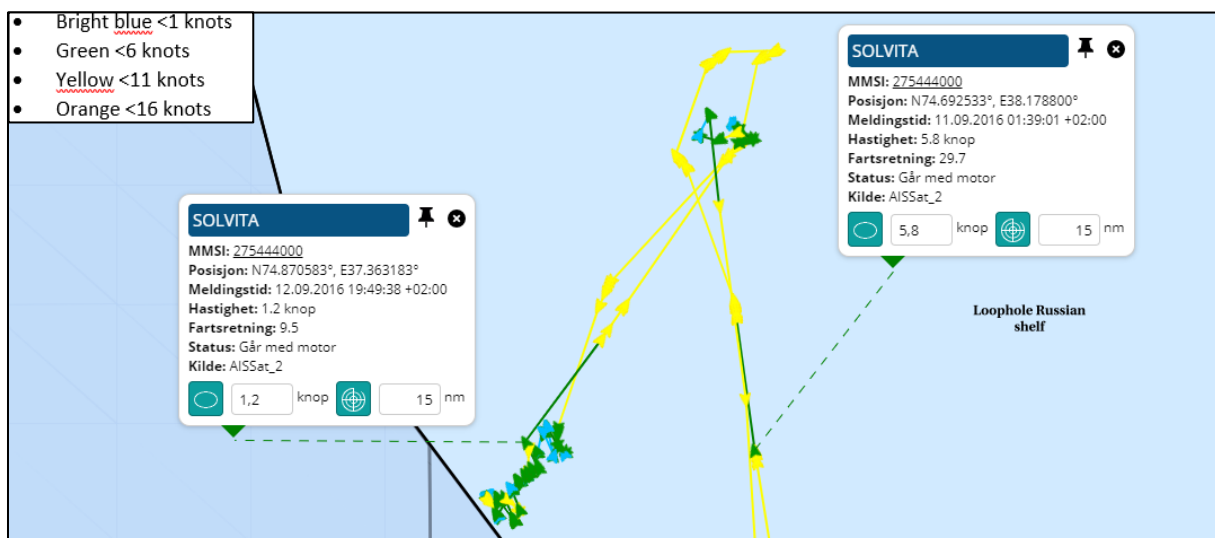 • Bright blue <1 knots
• Green <6 knots
• Yellow <11 knots
• Orange <16 knots
SOLVITA
MMSI: 275444000
Posisjon: N74.692533°, E38.178800°
Meldingstid: 11.09.2016 01:39:01 +02:00
Hastighet: 5.8 knop
Fartsretning: 29.7
Status: Går med motor
Kilde: AISSat_2
5,8 knop 15 nm
SOLVITA
MMSI: 275444000
Posisjon: N74.870583°, E37.363183°
Meldingstid: 12.09.2016 19:49:38 +02:00
Hastighet: 1.2 knop
Fartsretning: 9.5
Status: Går med motor
Kilde: AISSat_2
1,2 knop 15 nm
Loophole Russian
shelf